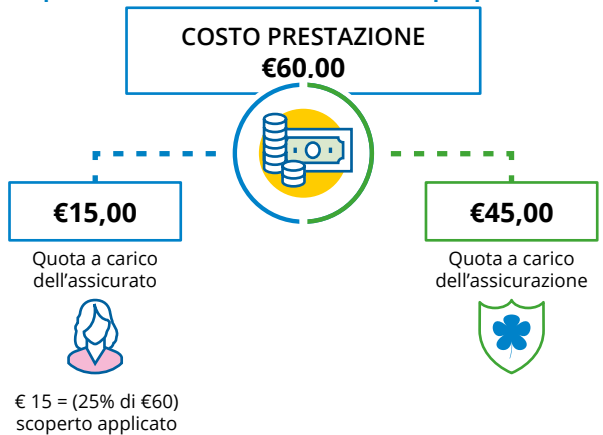 COSTO PRESTAZIONE
€60,00
€15,00
Quota a carico
dell’assicurato
€ 15 = (25% di €60)
scoperto applicato
€45,00
Quota a carico
dell’assicurazione